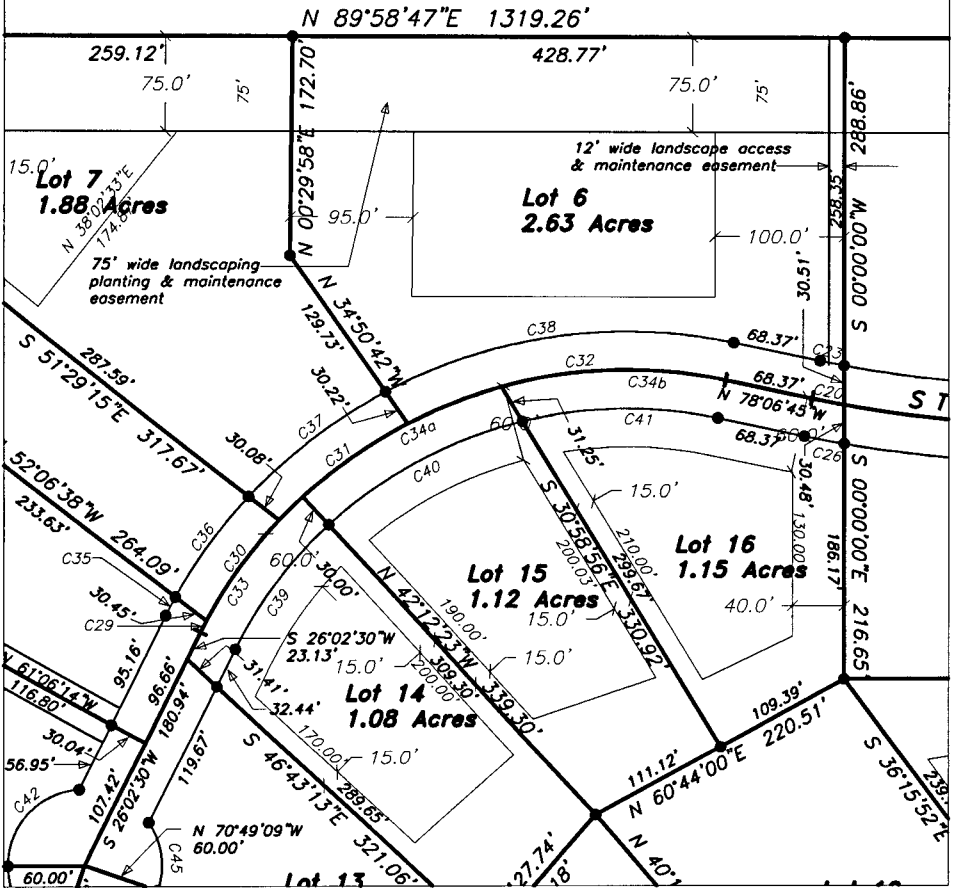 N 89°58'47"E 1319.26'
259.12'
428.77'
75.0'
75'
75.0'
75'
N 00°29'58"E 172.70'
288.86'
258.35'
S 00°00'00"W
12' wide landscape access
& maintenance easement
15.0'
Lot 7
1.88 Acres
N 38°02'33"E
Lot 6
2.63 Acres
95.0'
100.0'
75' wide landscaping
planting & maintenance
easement
30.51'
N 34°50'42"W
129.73'
30.22'
C38
68.37'
C23
C32
C34b
68.37'
C20
N 78°06'45"W
S T
S 51°29'15"E 317.67'
287.59'
C37
C31
C34a
60.0'
31.25'
C41
68.37'
60.0'
C26
30.08'
C40
30.48'
130.00'
52°06'38"W 264.09'
233.63'
C36
C30
C35
C33
60.0'
30.00'
C39
15.0'
S 30°58'56"E 330.92'
200.03'
210.00'
299.67'
Lot 16
1.15 Acres
40.0'
S 00°00'00"E 216.65'
186.17'
Lot 15
1.12 Acres
15.0'
N 42°12'23"W 339.30'
190.00'
309.30'
200.00'
15.0'
30.45'
C29
S 26°02'30"W
23.13'
15.0'
31.41'
32.44'
Lot 14
1.08 Acres
N 61°06'14"W
116.80'
95.16'
96.66'
30.04'
56.95'
107.42'
S 26°02'30"W 180.94'
119.67'
170.00'
15.0'
S 46°43'13"E 321.06'
289.65'
111.12'
109.39'
N 60°44'00"E 220.51'
S 36°15'52"E
C42
C45
N 70°49'09"W
60.00'
60.00'
Lot 13